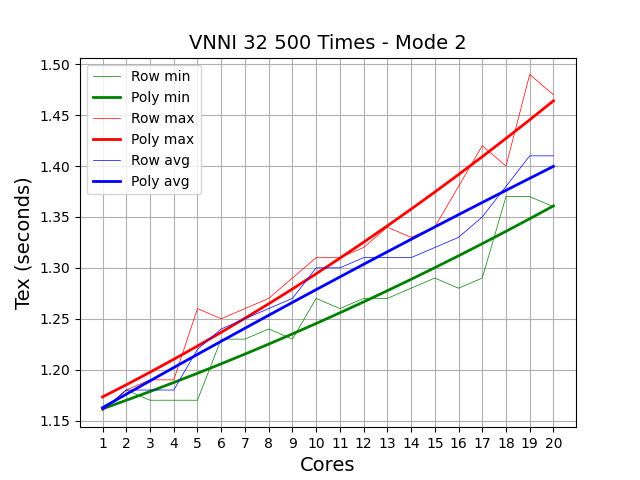 VNNI 32 500 Times - Mode 2
1.50
1.45
1.40
1.35
1.30
1.25
1.20
1.15
Tex (seconds)
Row min
Poly min
Row max
Poly max
Row avg
Poly avg
1 2 3 4 5 6 7 8 9 10 11 12 13 14 15 16 17 18 19 20
Cores